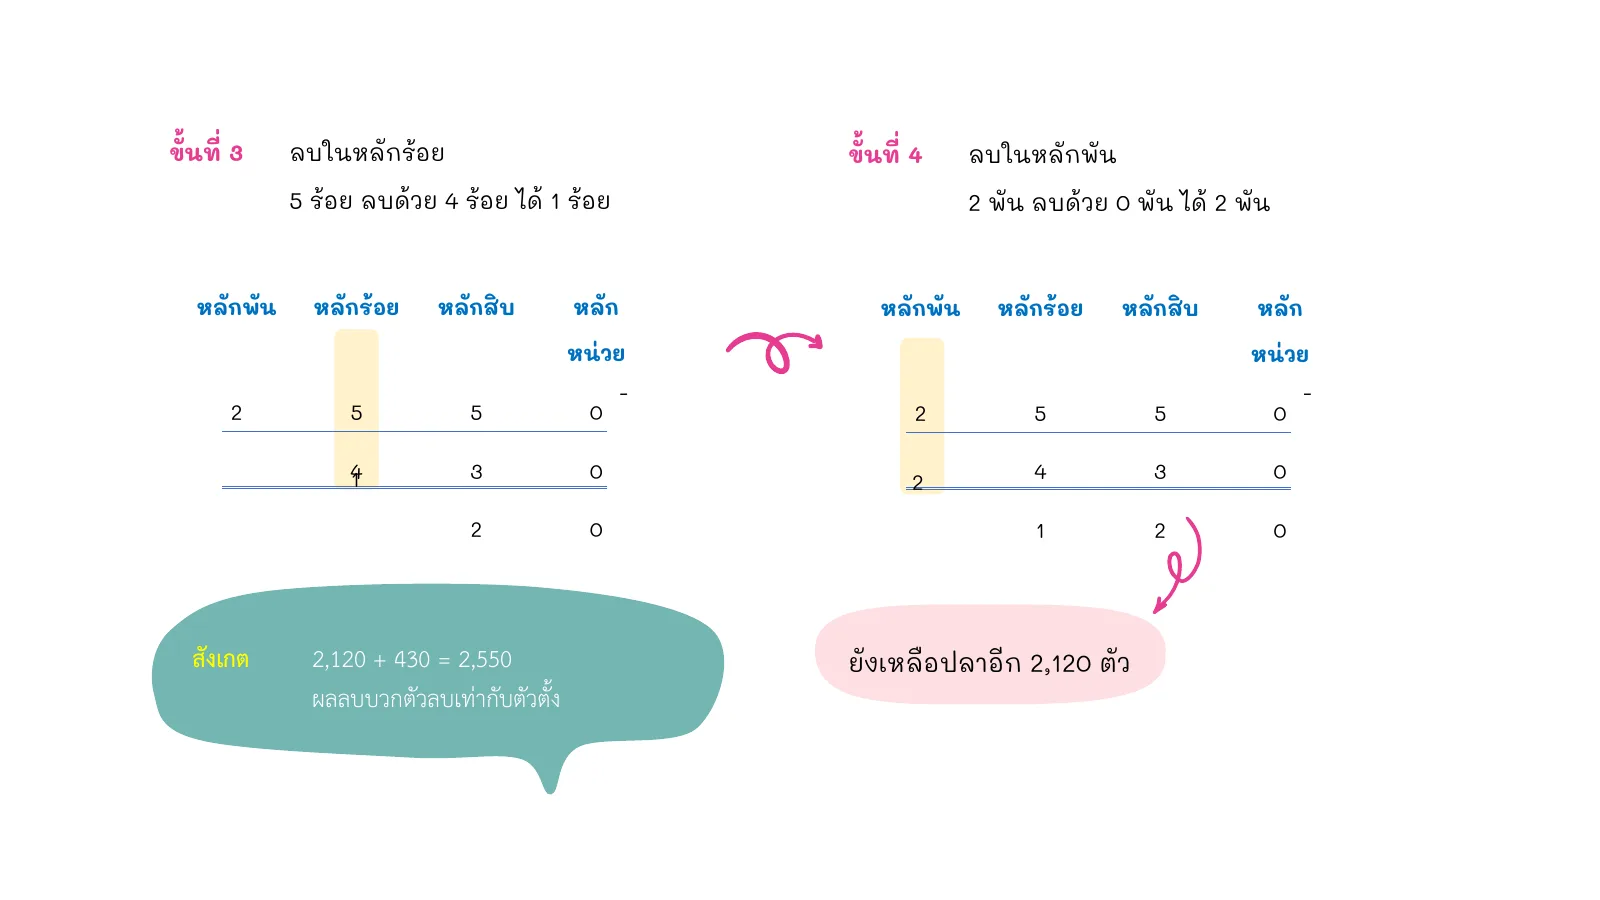 ขั้นที่ 3 ลบในหลักร้อย
5 ร้อย ลบด้วย 4 ร้อย ได้ 1 ร้อย
หลักพัน หลักร้อย หลักสิบ หลัก
หน่วย
-
2 5 5 0
4 3 0
1
2 0
สังเกต 2,120 + 430 = 2,550
ผลลบบวกตัวลบเท่ากับตัวตั้ง
ขั้นที่ 4 ลบในหลักพัน
2 พัน ลบด้วย 0 พัน ได้ 2 พัน
หลักพัน หลักร้อย หลักสิบ หลัก
หน่วย
-
2 5 5 0
4 3 0
2
1 2 0
ยังเหลือปลาอีก 2,120 ตัว